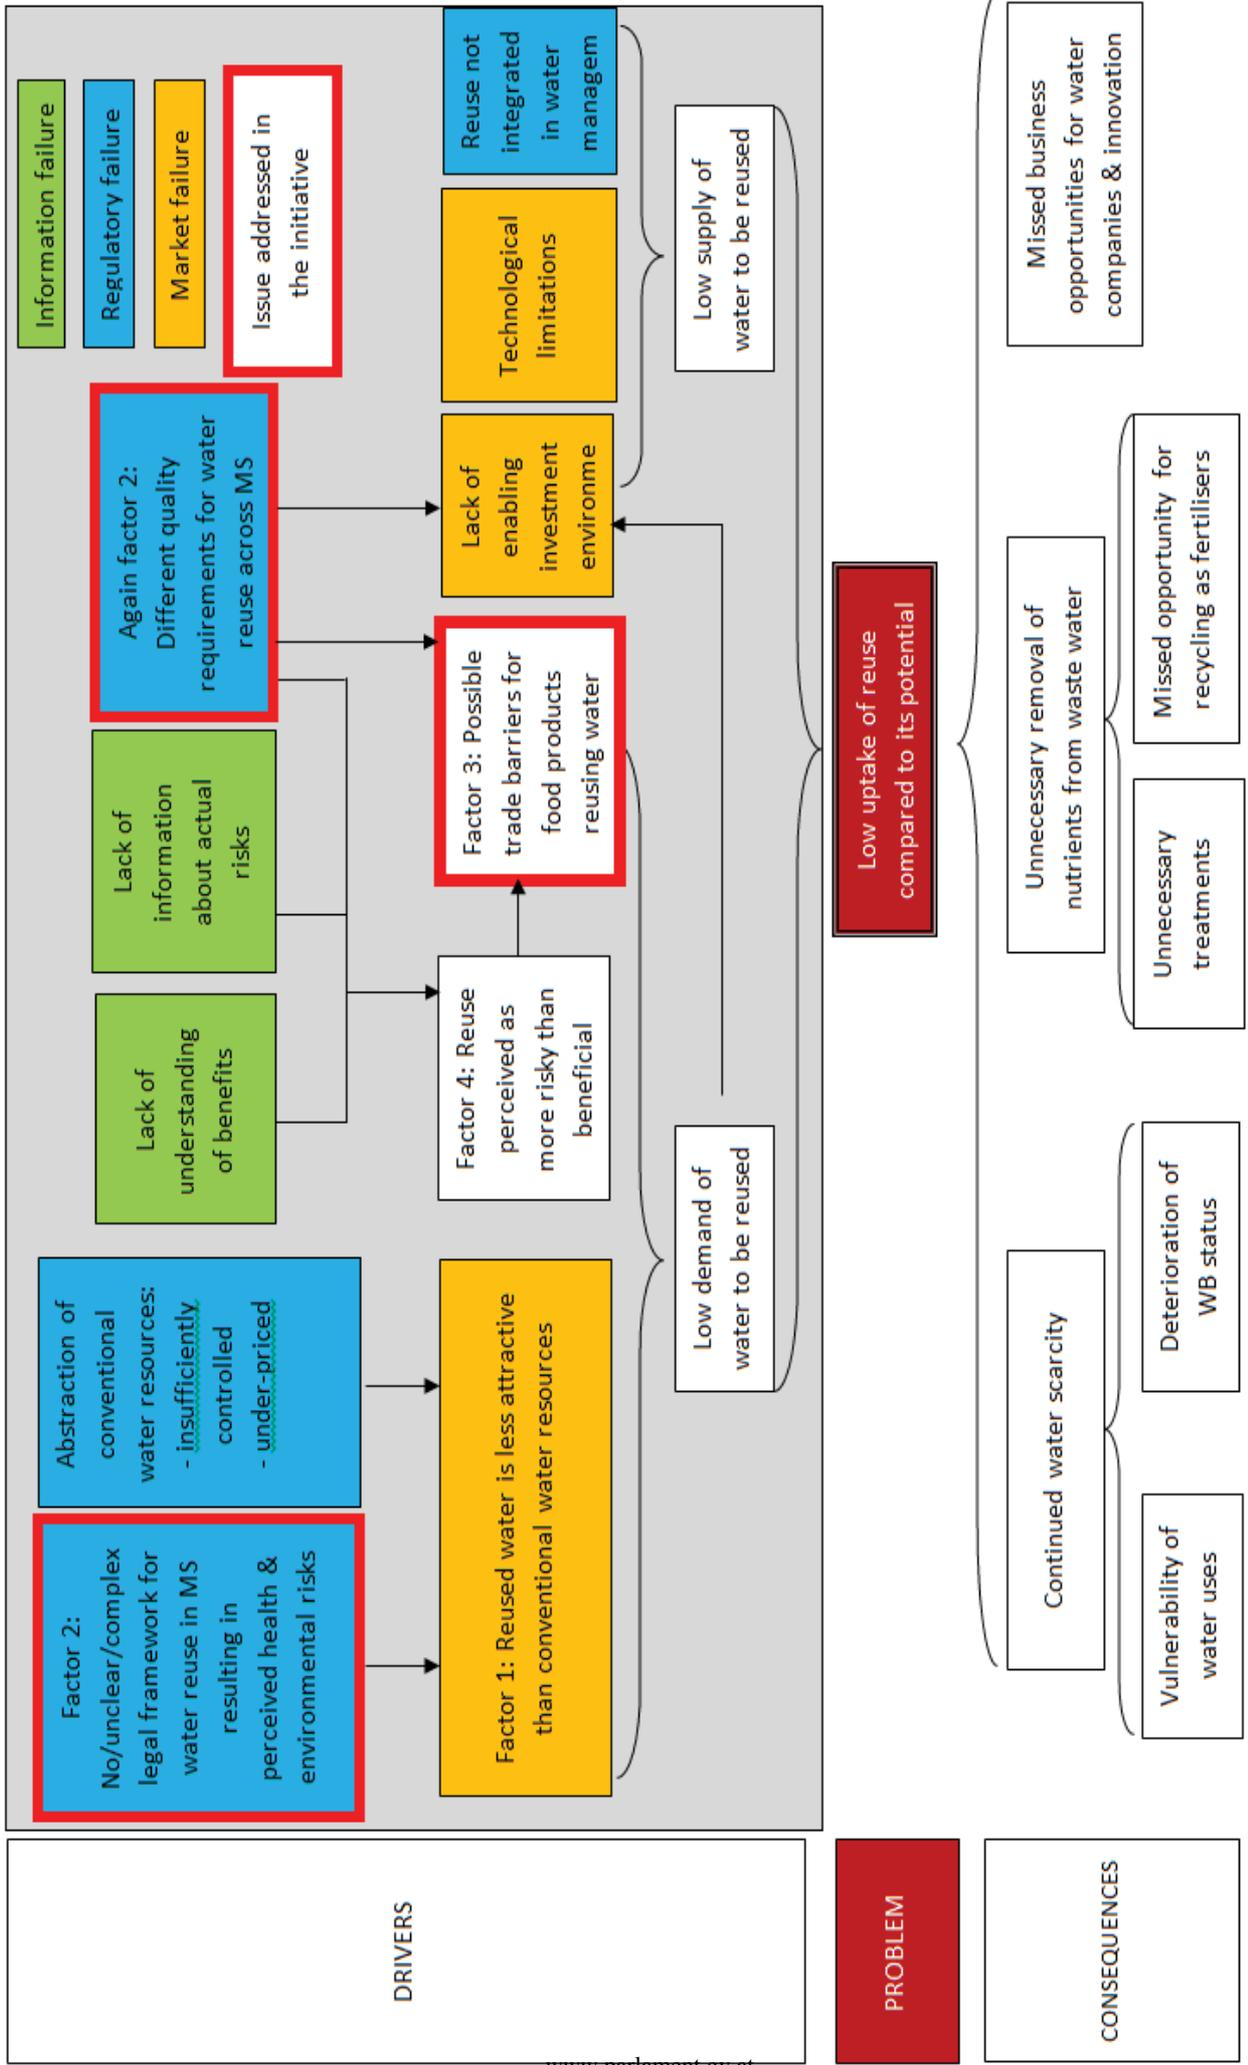 DRIVERS
Factor 2:
No/unclear/complex
legal framework for
water reuse in MS
resulting in
perceived health &
environmental risks
Abstraction of
conventional
water resources:
- insufficiently
controlled
- under-priced
Lack of
understanding
of benefits
Lack of
information
about actual
risks
Again factor 2:
Different quality
requirements for water
reuse across MS
Information failure
Regulatory failure
Market failure
Issue addressed in
the initiative
Factor 1: Reused water is less attractive
than conventional water resources
Factor 4: Reuse
perceived as
more risky than
beneficial
Factor 3: Possible
trade barriers for
food products
reusing water
Lack of
enabling
investment
environme
Technological
limitations
Reuse not
integrated
in water
managem
Low demand of
water to be reused
Low supply of
water to be reused
PROBLEM
Low uptake of reuse
compared to its potential
CONSEQUENCES
Continued water scarcity
Unnecessary removal of
nutrients from waste water
Missed business
opportunities for water
companies & innovation
Vulnerability of
water uses
Deterioration of
WB status
Unnecessary
treatments
Missed opportunity for
recycling as fertilisers